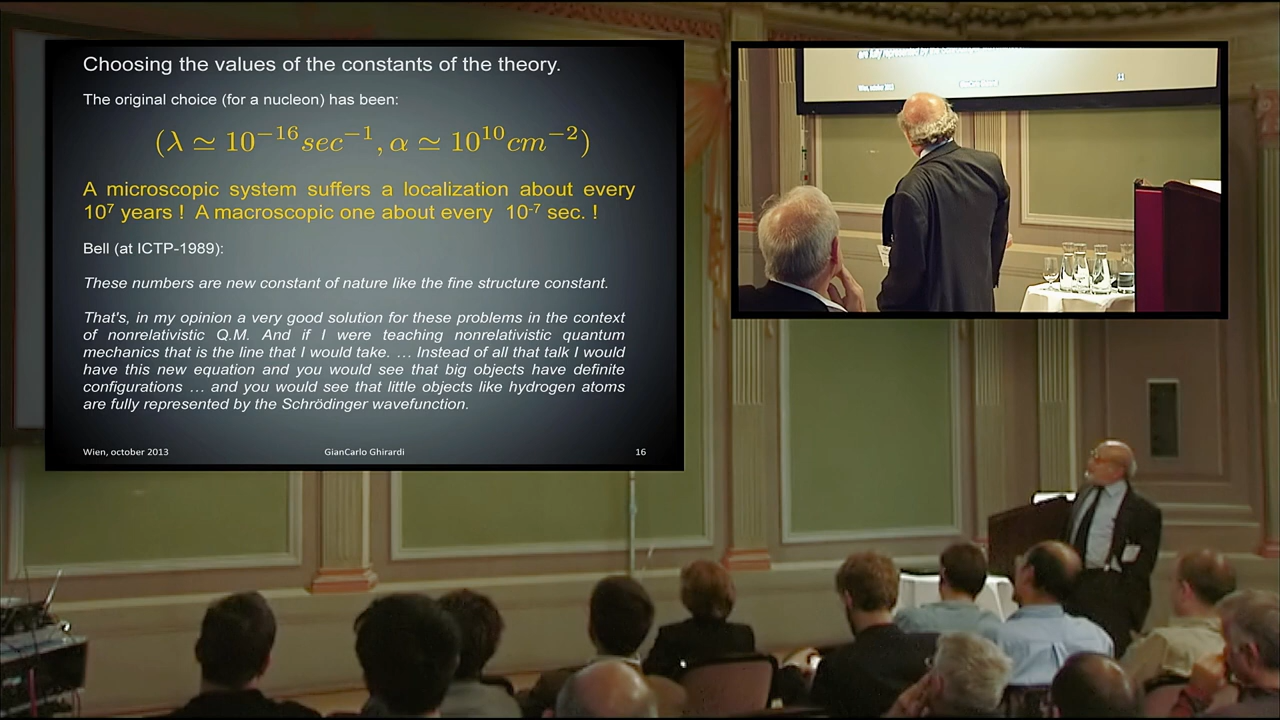 Choosing the values of the constants of the theory.
The original choice (for a nucleon) has been:
(λ ≃ 10⁻¹⁶ sec⁻¹, α ≃ 10¹⁰ cm⁻²)
A microscopic system suffers a localization about every
10⁷ years ! A macroscopic one about every 10⁻⁷ sec. !
Bell (at ICTP-1989):
These numbers are new constant of nature like the fine structure constant.
That's, in my opinion a very good solution for these problems in the context
of nonrelativistic Q.M. And if I were teaching nonrelativistic quantum
mechanics that is the line that I would take. … Instead of all that talk I would
have this new equation and you would see that big objects have definite
configurations … and you would see that little objects like hydrogen atoms
are fully represented by the Schrödinger wavefunction.
Wien, october 2013 GianCarlo Ghirardi 16